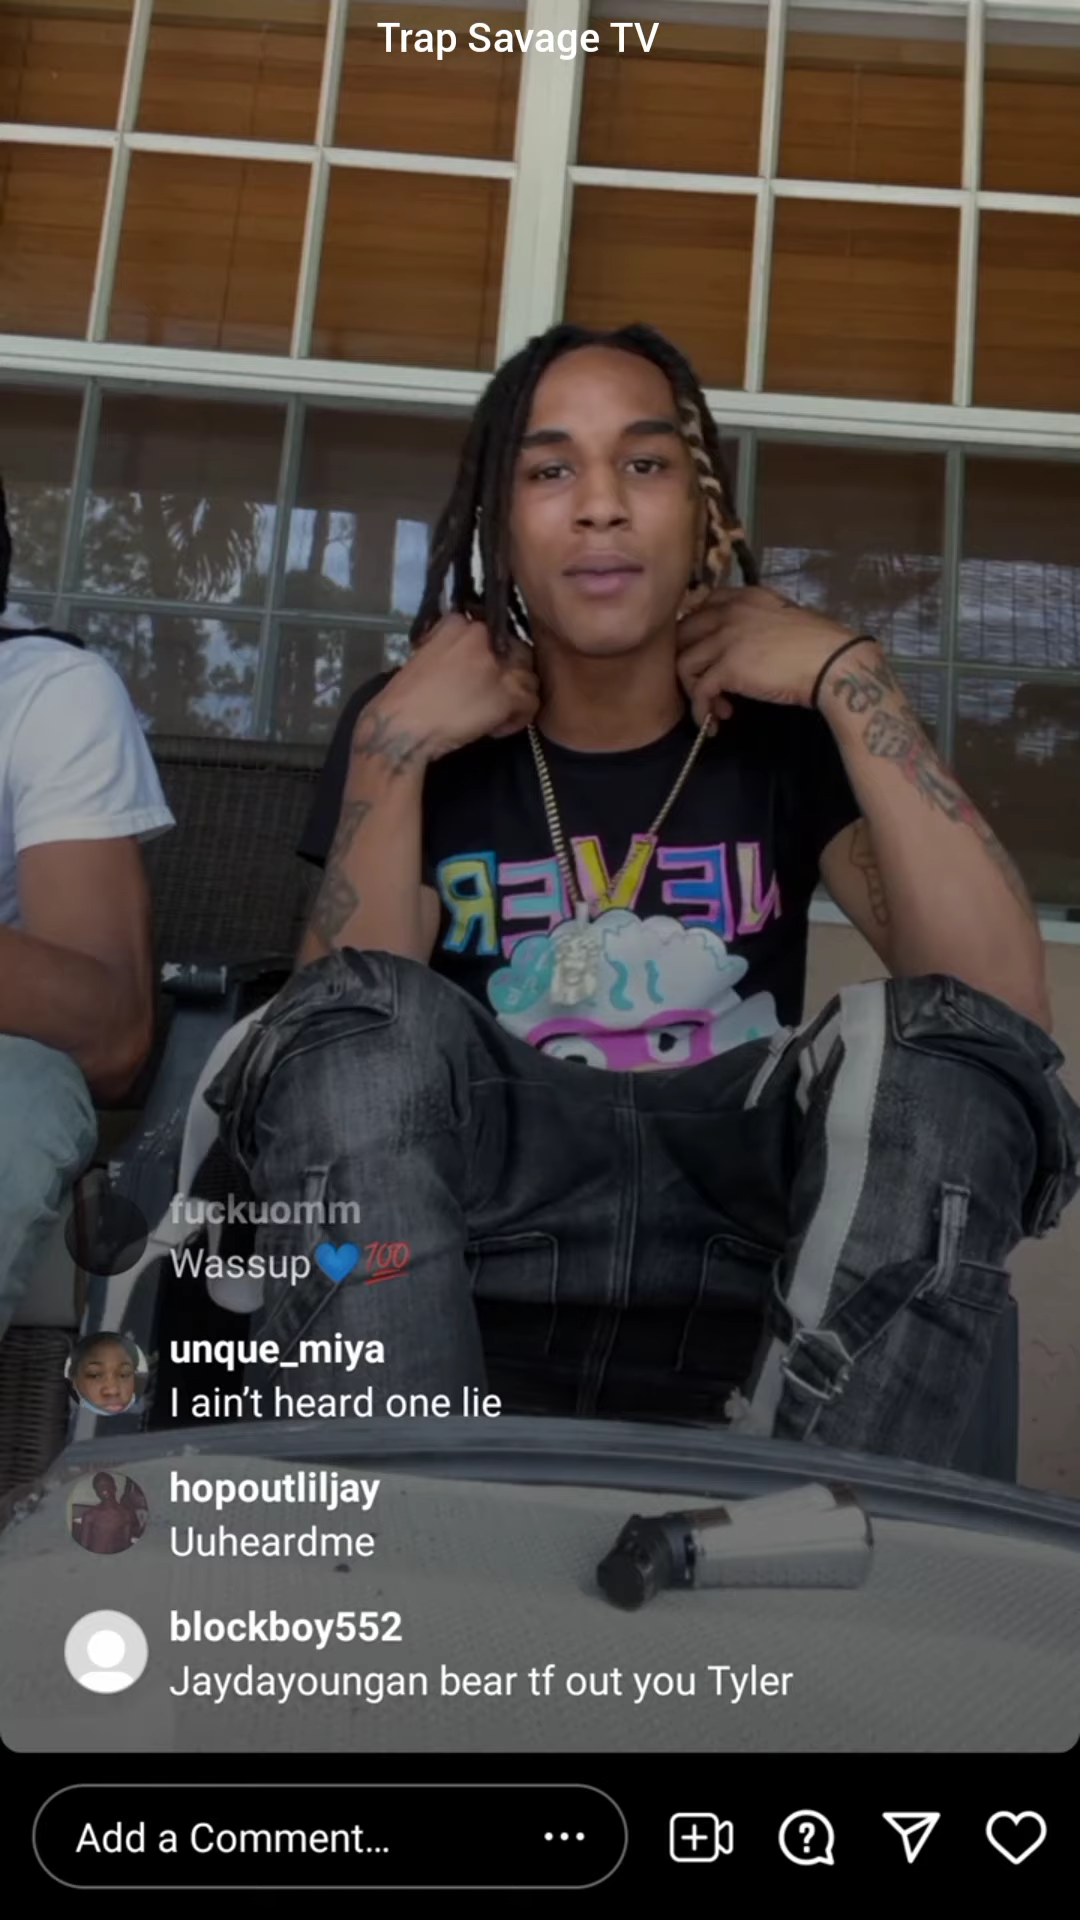 Trap Savage TV
NEVER
fuckuomm
Wassup💙💯
unque_miya
I ain't heard one lie
hopoutliljay
Uuheardme
blockboy552
Jaydayoungan bear tf out you Tyler
Add a Comment...